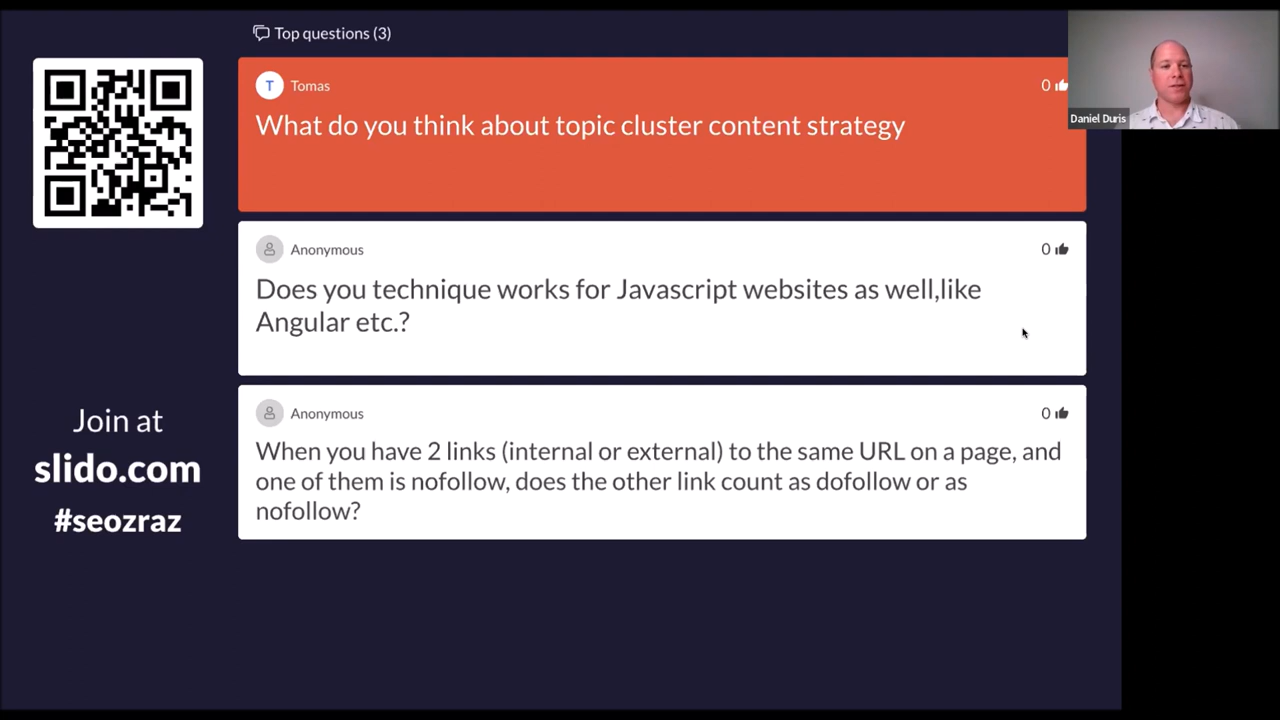 Top questions (3)
T
Tomas
0
What do you think about topic cluster content strategy
Daniel Duris
Anonymous
0
Does you technique works for Javascript websites as well,like
Angular etc.?
Anonymous
0
When you have 2 links (internal or external) to the same URL on a page, and
one of them is nofollow, does the other link count as dofollow or as
nofollow?
Join at
slido.com
#seozraz